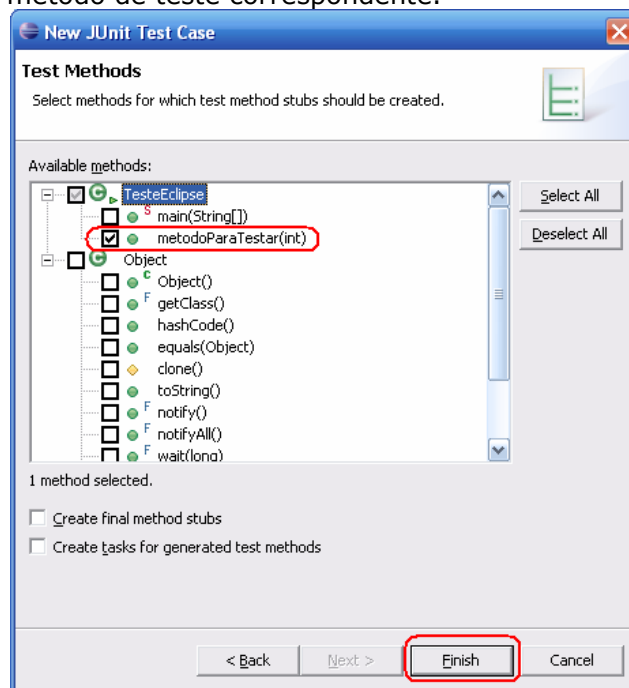 método de teste correspondente.
New JUnit Test Case
Test Methods
Select methods for which test method stubs should be created.
Available methods:
TesteEclipse
Select All
S main(String[])
metodoParaTestar(int)
Deselect All
Object
C Object()
F getClass()
hashCode()
equals(Object)
clone()
toString()
F notify()
F notifyAll()
F wait(long)
1 method selected.
Create final method stubs
Create tasks for generated test methods
< Back
Next >
Finish
Cancel